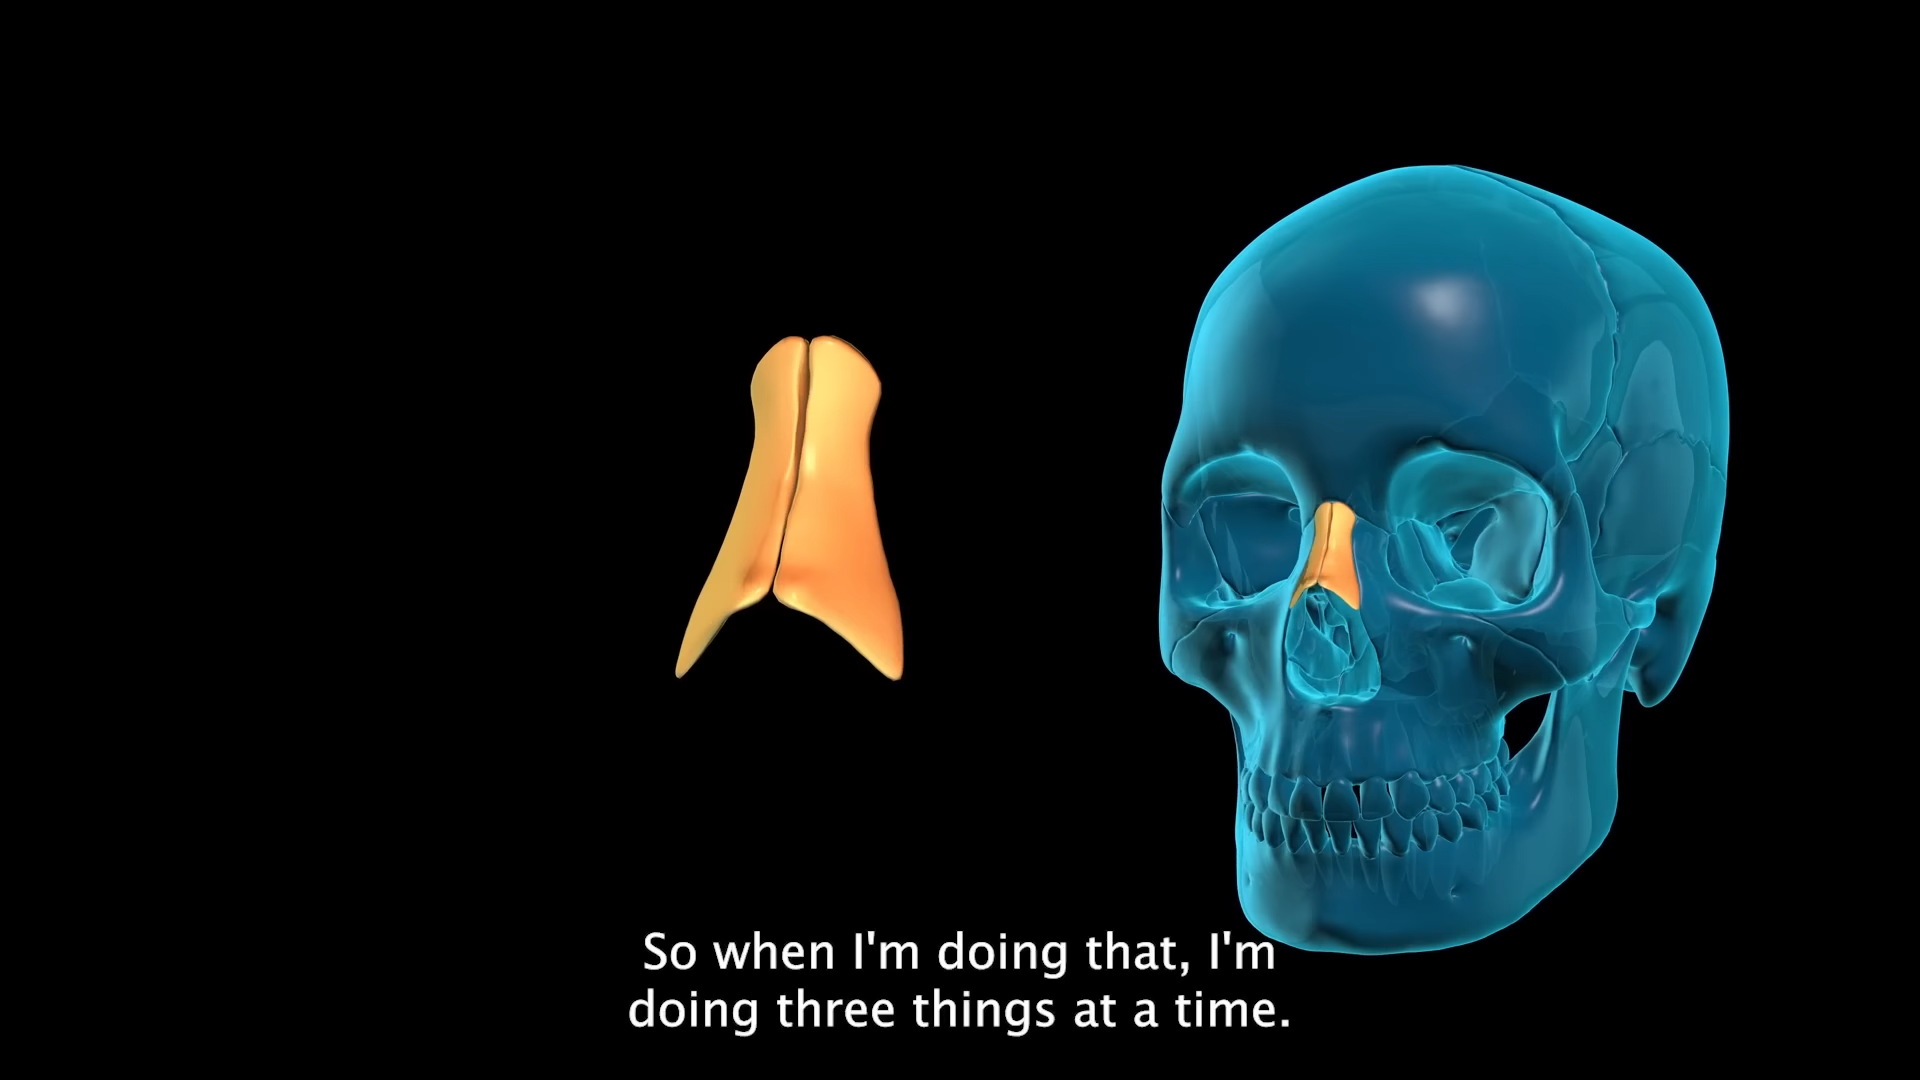 So when I'm doing that, I'm
doing three things at a time.